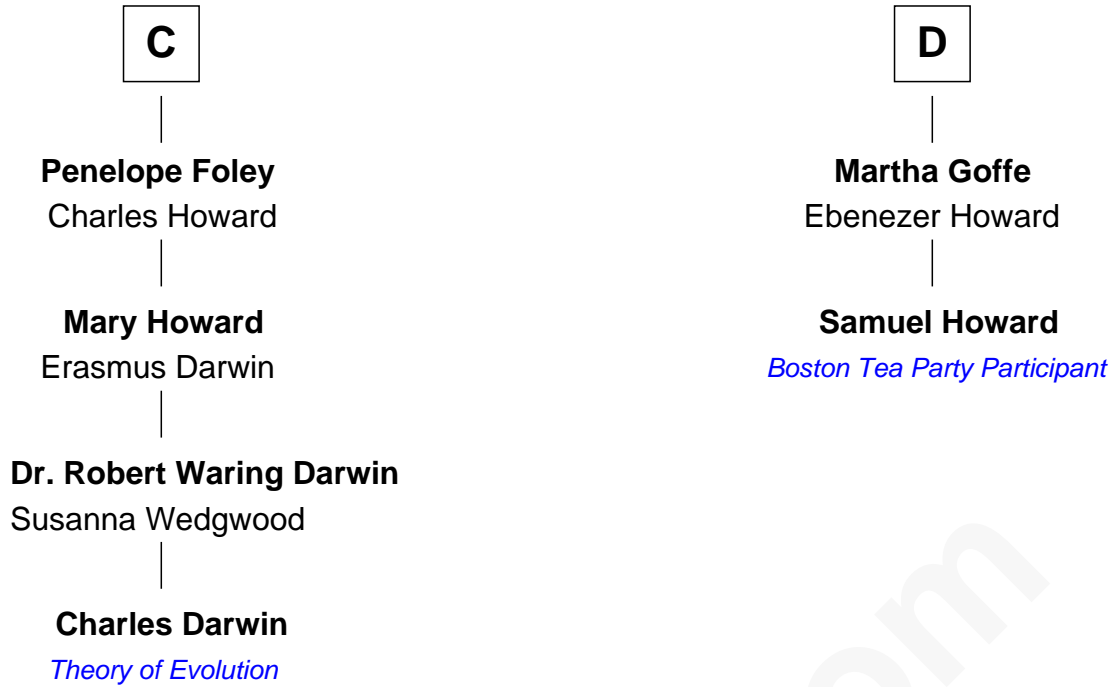 C
Penelope Foley
Charles Howard
Mary Howard
Erasmus Darwin
Dr. Robert Waring Darwin
Susanna Wedgwood
Charles Darwin
Theory of Evolution
D
Martha Goffe
Ebenezer Howard
Samuel Howard
Boston Tea Party Participant
om